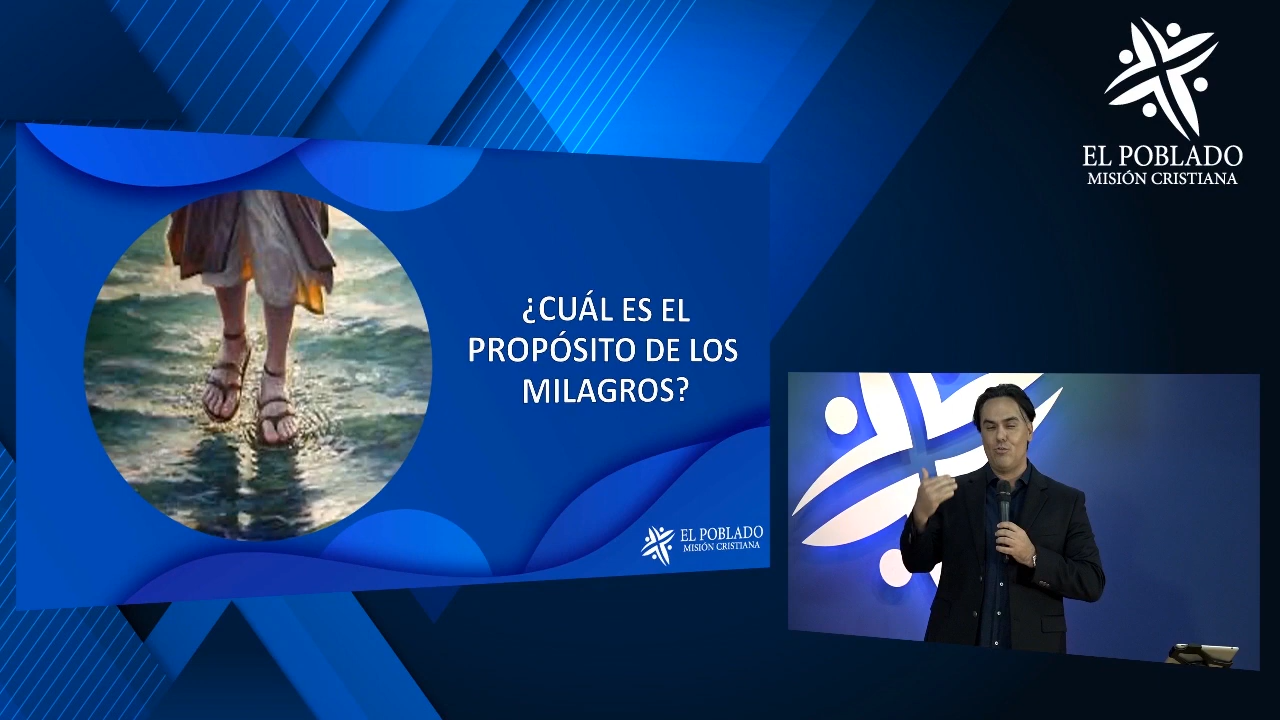 EL POBLADO
MISIÓN CRISTIANA
¿CUÁL ES EL
PROPÓSITO DE LOS
MILAGROS?
EL POBLADO
MISIÓN CRISTIANA